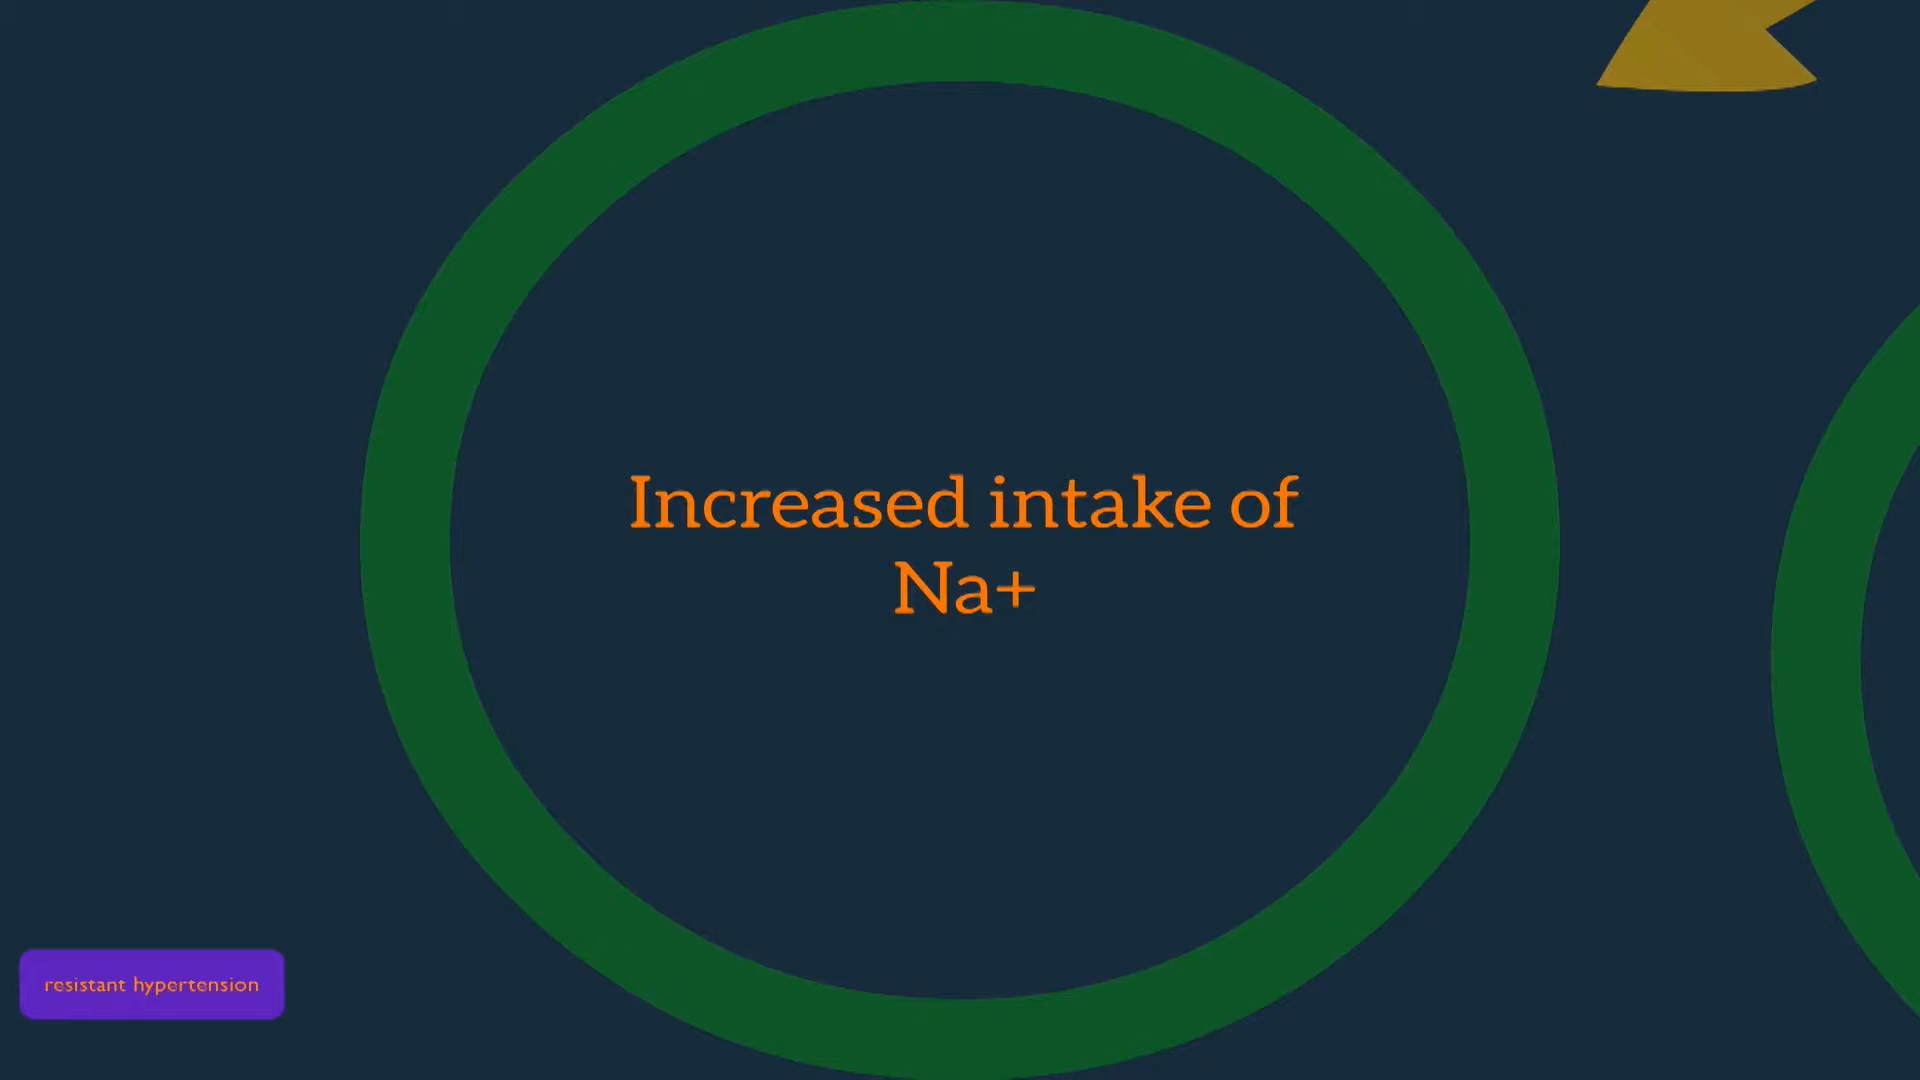 Increased intake of
Na+
resistant hypertension